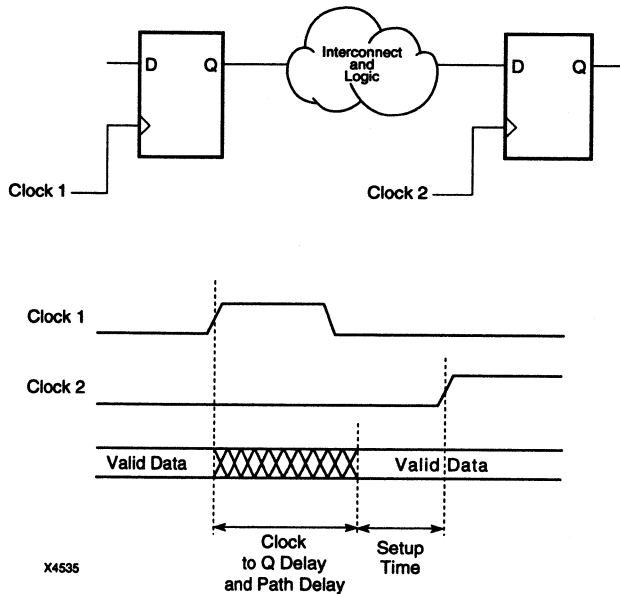 Interconnect
and
Logic
D Q
D Q
Clock 1
Clock 2
Clock 1
Clock 2
Valid Data
Valid Data
Clock
to Q Delay
and Path Delay
Setup
Time
X4535